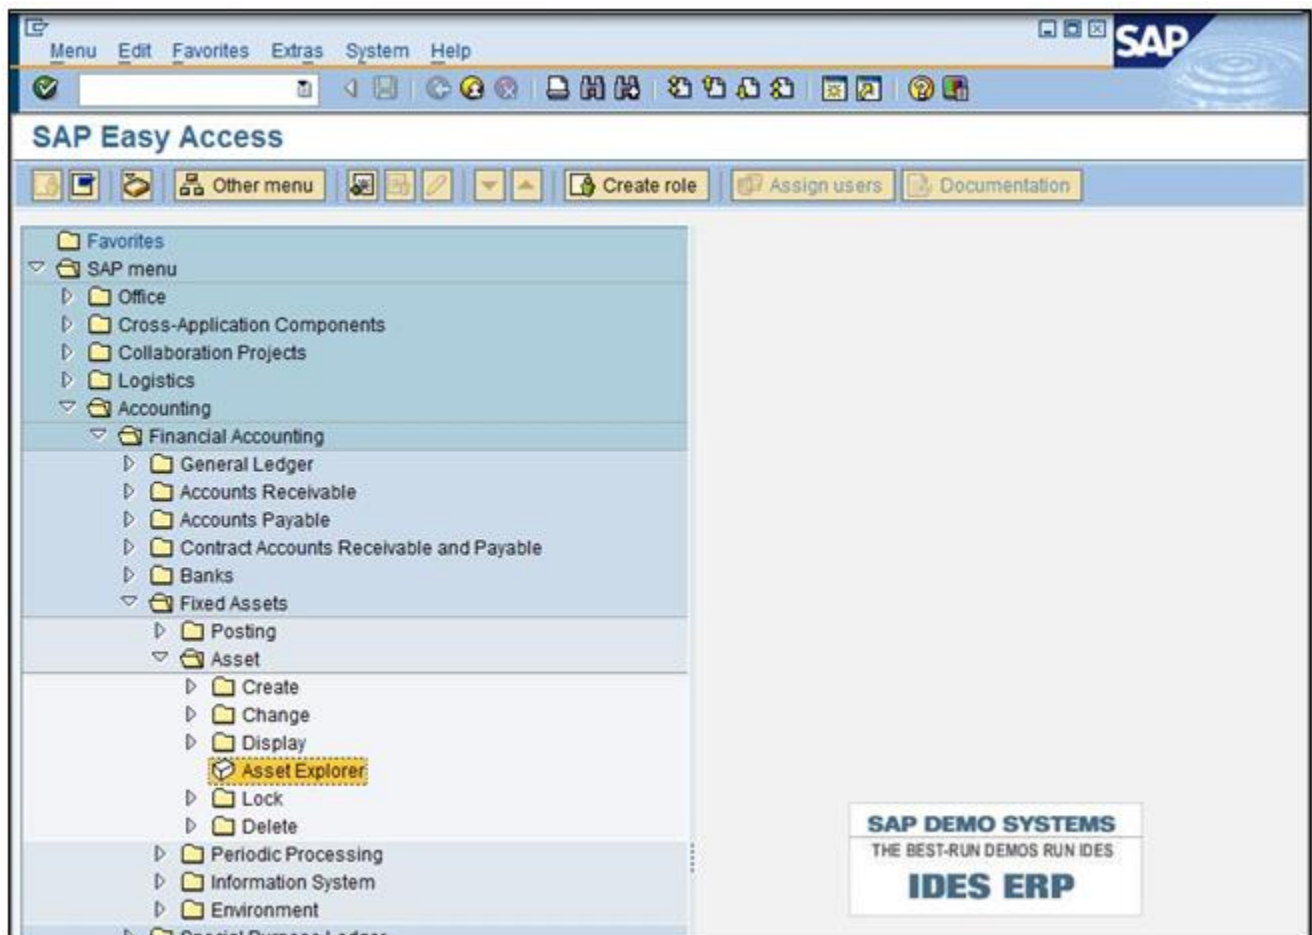 Menu Edit Favorites Extras System Help
SAP
SAP Easy Access
Other menu Create role Assign users Documentation
Favorites
SAP menu
Office
Cross-Application Components
Collaboration Projects
Logistics
Accounting
Financial Accounting
General Ledger
Accounts Receivable
Accounts Payable
Contract Accounts Receivable and Payable
Banks
Fixed Assets
Posting
Asset
Create
Change
Display
Asset Explorer
Lock
Delete
Periodic Processing
Information System
Environment
Special Purpose Ledger
SAP DEMO SYSTEMS
THE BEST-RUN DEMOS RUN IDES
IDES ERP